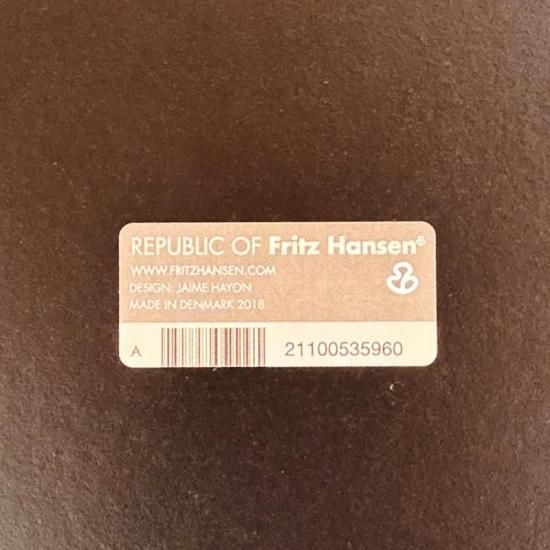 REPUBLIC OF Fritz Hansen®
WWW.FRITZHANSEN.COM
DESIGN: JAIME HAYON
MADE IN DENMARK 2018
A 21100535960